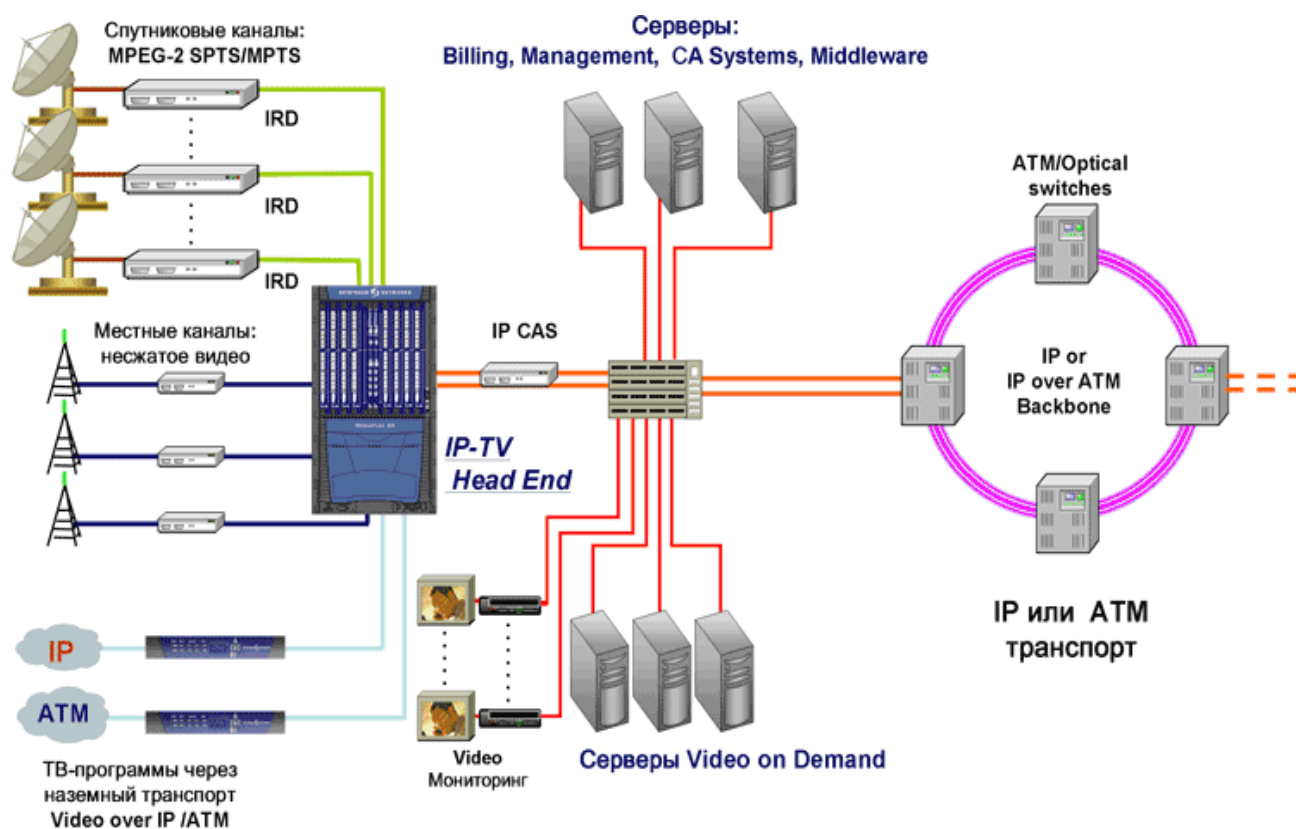 Спутниковые каналы:
MPEG-2 SPTS/MPTS
IRD
IRD
IRD
Местные каналы:
несжатое видео
IP
ATM
ТВ-программы через
наземный транспорт
Video over IP /ATM
Серверы:
Billing, Management, CA Systems, Middleware
IP CAS
IP-TV
Head End
Video
Мониторинг
Серверы Video on Demand
ATM/Optical
switches
IP or
IP over ATM
Backbone
IP или ATM
транспорт